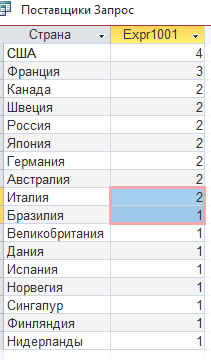 Поставщики Запрос
Страна Expr1001
США 4
Франция 3
Канада 2
Швеция 2
Россия 2
Япония 2
Германия 2
Австралия 2
Италия 2
Бразилия 1
Великобритания 1
Дания 1
Испания 1
Норвегия 1
Сингапур 1
Финляндия 1
Нидерланды 1